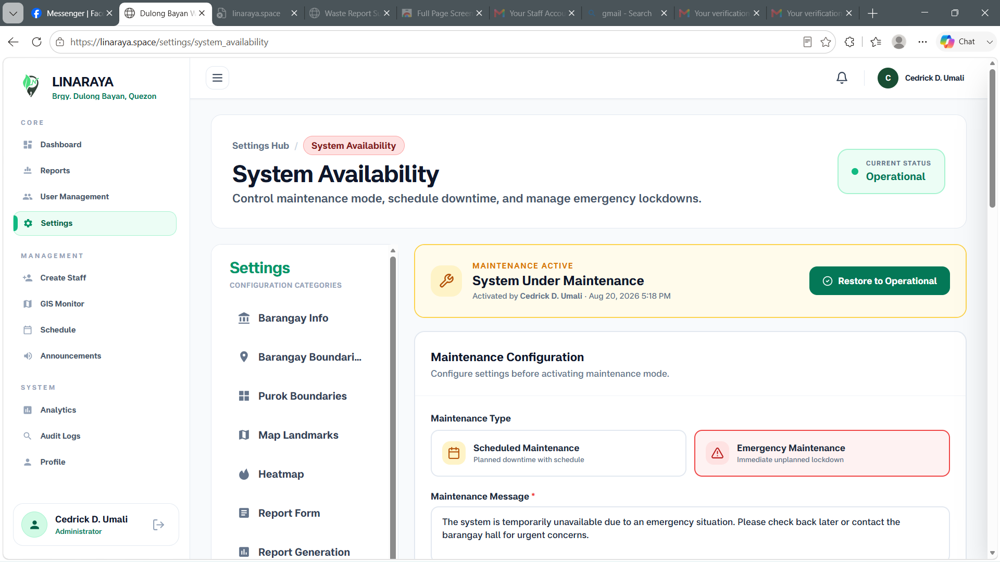 Messenger | Fac
Dulong Bayan W
linaraya.space
Waste Report S
Full Page Screen
Your Staff Accou
gmail - Search
Your verification
Your verification
https://linaraya.space/settings/system_availability
Chat
LINARAYA
Brgy. Dulong Bayan, Quezon
C
Cedrick D. Umali
CORE
Dashboard
Reports
User Management
Settings
MANAGEMENT
Create Staff
GIS Monitor
Schedule
Announcements
SYSTEM
Analytics
Audit Logs
Profile
Cedrick D. Umali
Administrator
Settings Hub / System Availability
System Availability
Control maintenance mode, schedule downtime, and manage emergency lockdowns.
CURRENT STATUS
Operational
Settings
CONFIGURATION CATEGORIES
Barangay Info
Barangay Boundari...
Purok Boundaries
Map Landmarks
Heatmap
Report Form
Report Generation
MAINTENANCE ACTIVE
System Under Maintenance
Activated by Cedrick D. Umali · Aug 20, 2026 5:18 PM
Restore to Operational
Maintenance Configuration
Configure settings before activating maintenance mode.
Maintenance Type
Scheduled Maintenance
Planned downtime with schedule
Emergency Maintenance
Immediate unplanned lockdown
Maintenance Message *
The system is temporarily unavailable due to an emergency situation. Please check back later or contact the
barangay hall for urgent concerns.